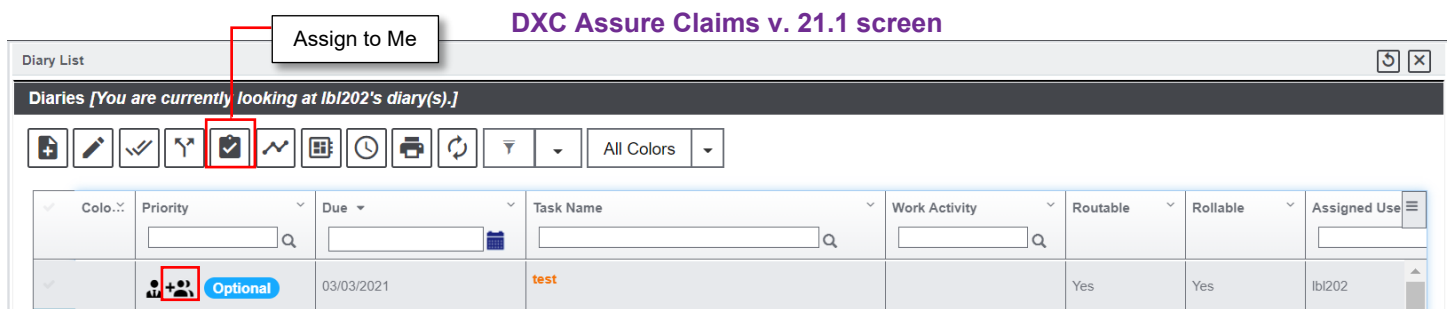 DXC Assure Claims v. 21.1 screen
Assign to Me
Diary List
Diaries [You are currently looking at lbl202's diary(s).]
All Colors
Colo...
Priority
Due
Task Name
Work Activity
Routable
Rollable
Assigned Use
Optional
03/03/2021
test
Yes
Yes
lbl202